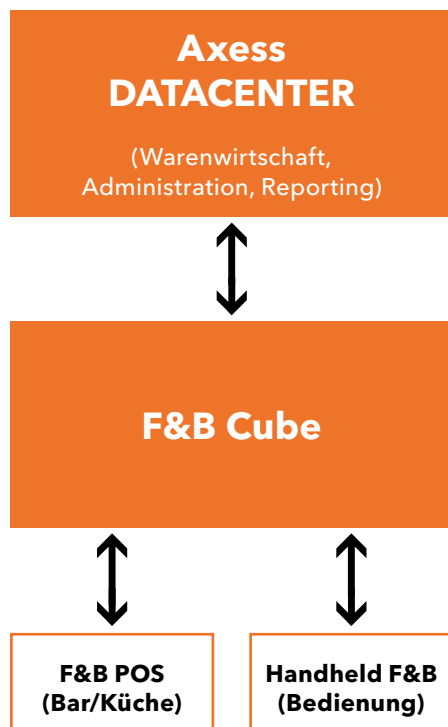 Axess
DATACENTER
(Warenwirtschaft,
Administration, Reporting)
F&B Cube
F&B POS
(Bar/Küche)
Handheld F&B
(Bedienung)